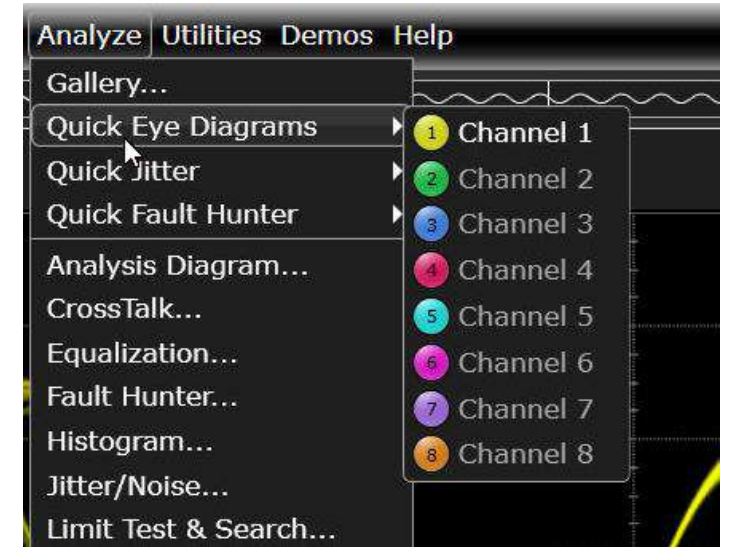 Analyze Utilities Demos Help
Gallery...
Quick Eye Diagrams
Quick Jitter
Quick Fault Hunter
Analysis Diagram...
CrossTalk...
Equalization...
Fault Hunter...
Histogram...
Jitter/Noise...
Limit Test & Search...
1 Channel 1
2 Channel 2
3 Channel 3
4 Channel 4
5 Channel 5
6 Channel 6
7 Channel 7
8 Channel 8